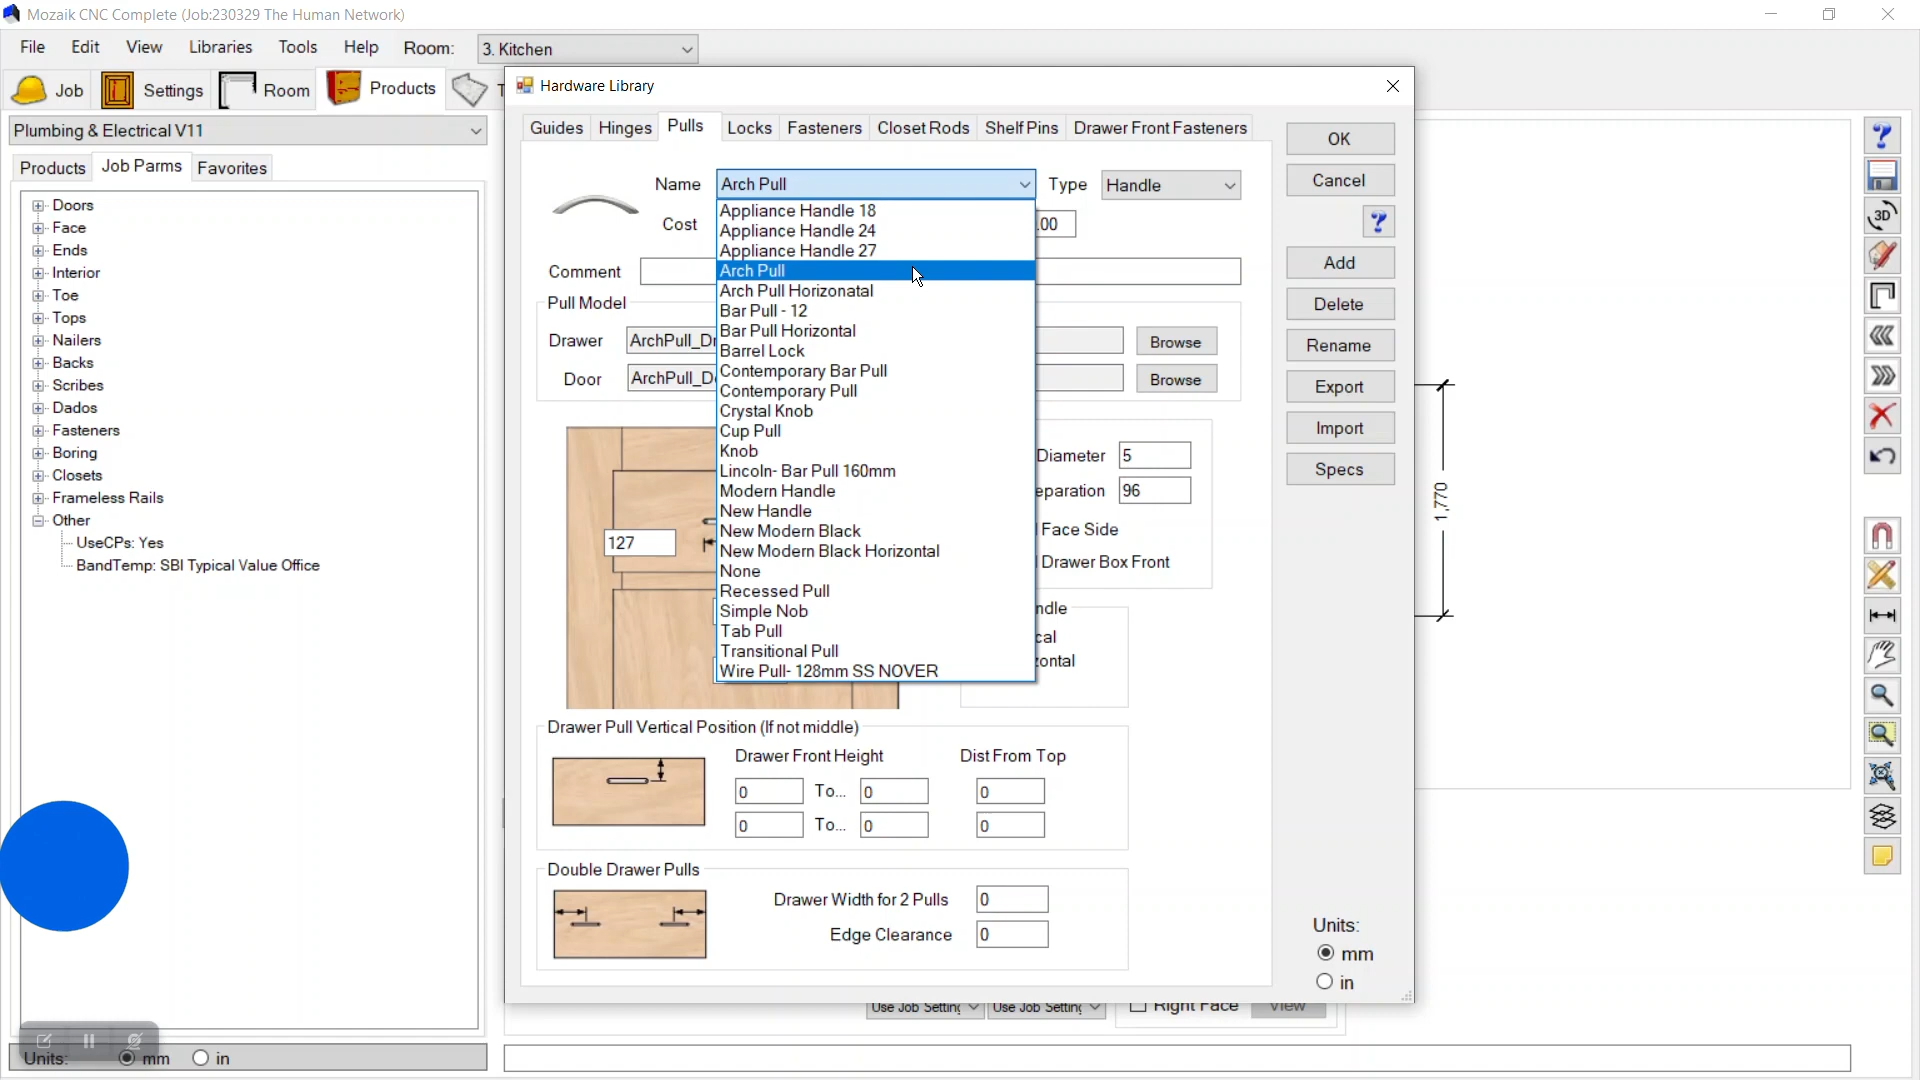 Mozaik CNC Complete (Job:230329 The Human Network)
File Edit View Libraries Tools Help Room: 3. Kitchen
Job Settings Room Products
Plumbing & Electrical V11
Products Job Parms Favorites
Doors
Face
Ends
Interior
Toe
Tops
Nailers
Backs
Scribes
Dados
Fasteners
Boring
Closets
Frameless Rails
Other
UseCPs: Yes
BandTemp: SBI Typical Value Office
Units: mm in
Hardware Library
Guides Hinges Pulls Locks Fasteners Closet Rods Shelf Pins Drawer Front Fasteners
Name Arch Pull Type Handle
Cost .00
Comment
Pull Model
Drawer ArchPull_Dr Browse
Door ArchPull_D Browse
Appliance Handle 18
Appliance Handle 24
Appliance Handle 27
Arch Pull
Arch Pull Horizonatal
Bar Pull - 12
Bar Pull Horizontal
Barrel Lock
Contemporary Bar Pull
Contemporary Pull
Crystal Knob
Cup Pull
Knob
Lincoln- Bar Pull 160mm
Modern Handle
New Handle
New Modern Black
New Modern Black Horizontal
None
Recessed Pull
Simple Nob
Tab Pull
Transitional Pull
Wire Pull- 128mm SS NOVER
127
Diameter 5
eparation 96
Face Side
Drawer Box Front
ndle
cal
zontal
Drawer Pull Vertical Position (If not middle)
Drawer Front Height Dist From Top
0 To... 0 0
0 To... 0 0
Double Drawer Pulls
Drawer Width for 2 Pulls 0
Edge Clearance 0
OK
Cancel
?
Add
Delete
Rename
Export
Import
Specs
Units:
mm
in
Use Job Setting Use Job Setting Right Face View
1,770
?
3D